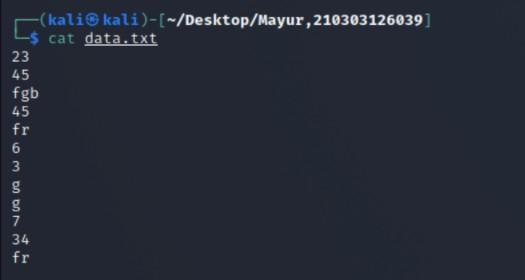 ┌──(kali㉿kali)-[~/Desktop/Mayur,210303126039]
└─$ cat data.txt
23
45
fgb
45
fr
6
3
g
g
7
34
fr